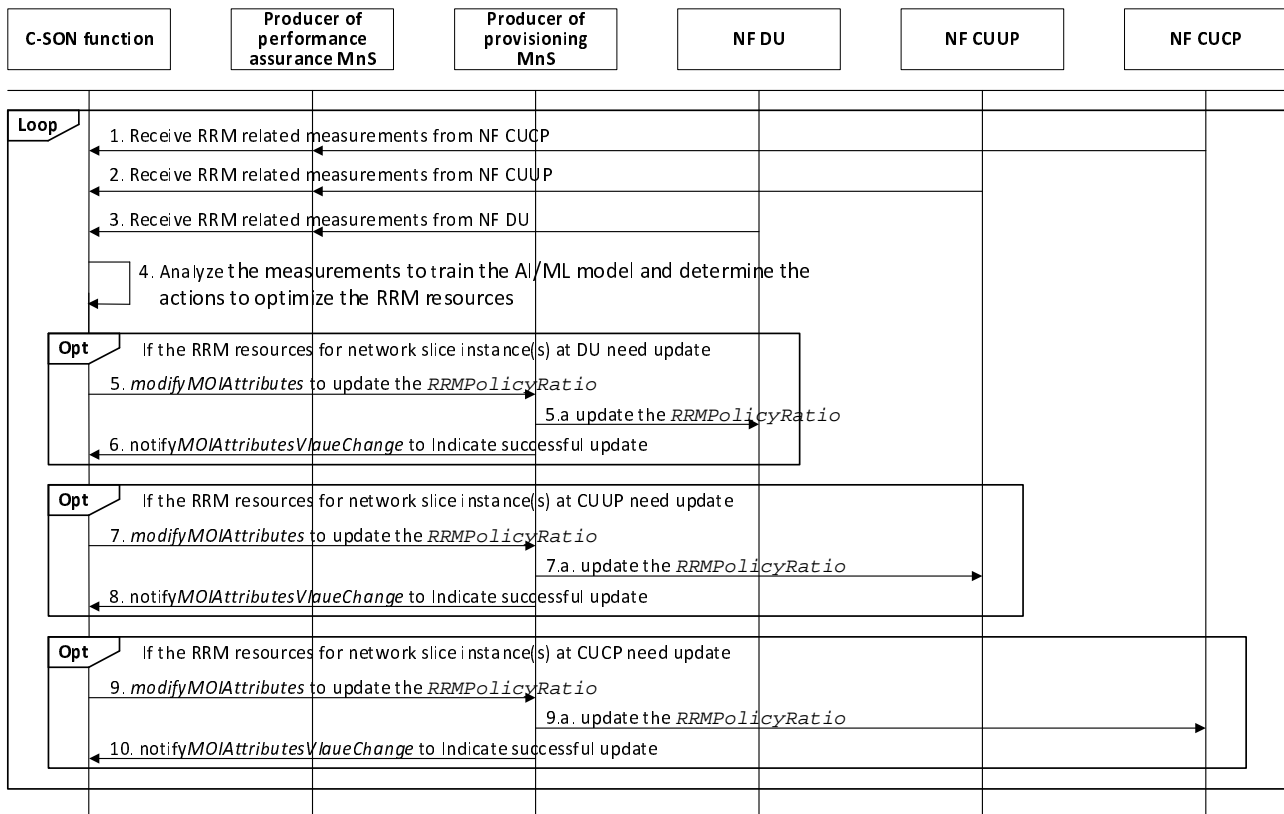 C-SON function
Producer of
performance
assurance MnS
Producer of
provisioning
MnS
NF DU
NF CUUP
NF CUCP
Loop
1. Receive RRM related measurements from NF CUCP
2. Receive RRM related measurements from NF CUUP
3. Receive RRM related measurements from NF DU
4. Analyze the measurements to train the AI/ML model and determine the
actions to optimize the RRM resources
Opt
If the RRM resources for network slice instance(s) at DU need update
5. modifyMOIAttributes to update the RRMPolicyRatio
5.a update the RRMPolicyRatio
6. notifyMOIAttributesVlaueChange to Indicate successful update
Opt
If the RRM resources for network slice instance(s) at CUUP need update
7. modifyMOIAttributes to update the RRMPolicyRatio
7.a. update the RRMPolicyRatio
8. notifyMOIAttributesVlaueChange to Indicate successful update
Opt
If the RRM resources for network slice instance(s) at CUCP need update
9. modifyMOIAttributes to update the RRMPolicyRatio
9.a. update the RRMPolicyRatio
10. notifyMOIAttributesVlaueChange to Indicate successful update